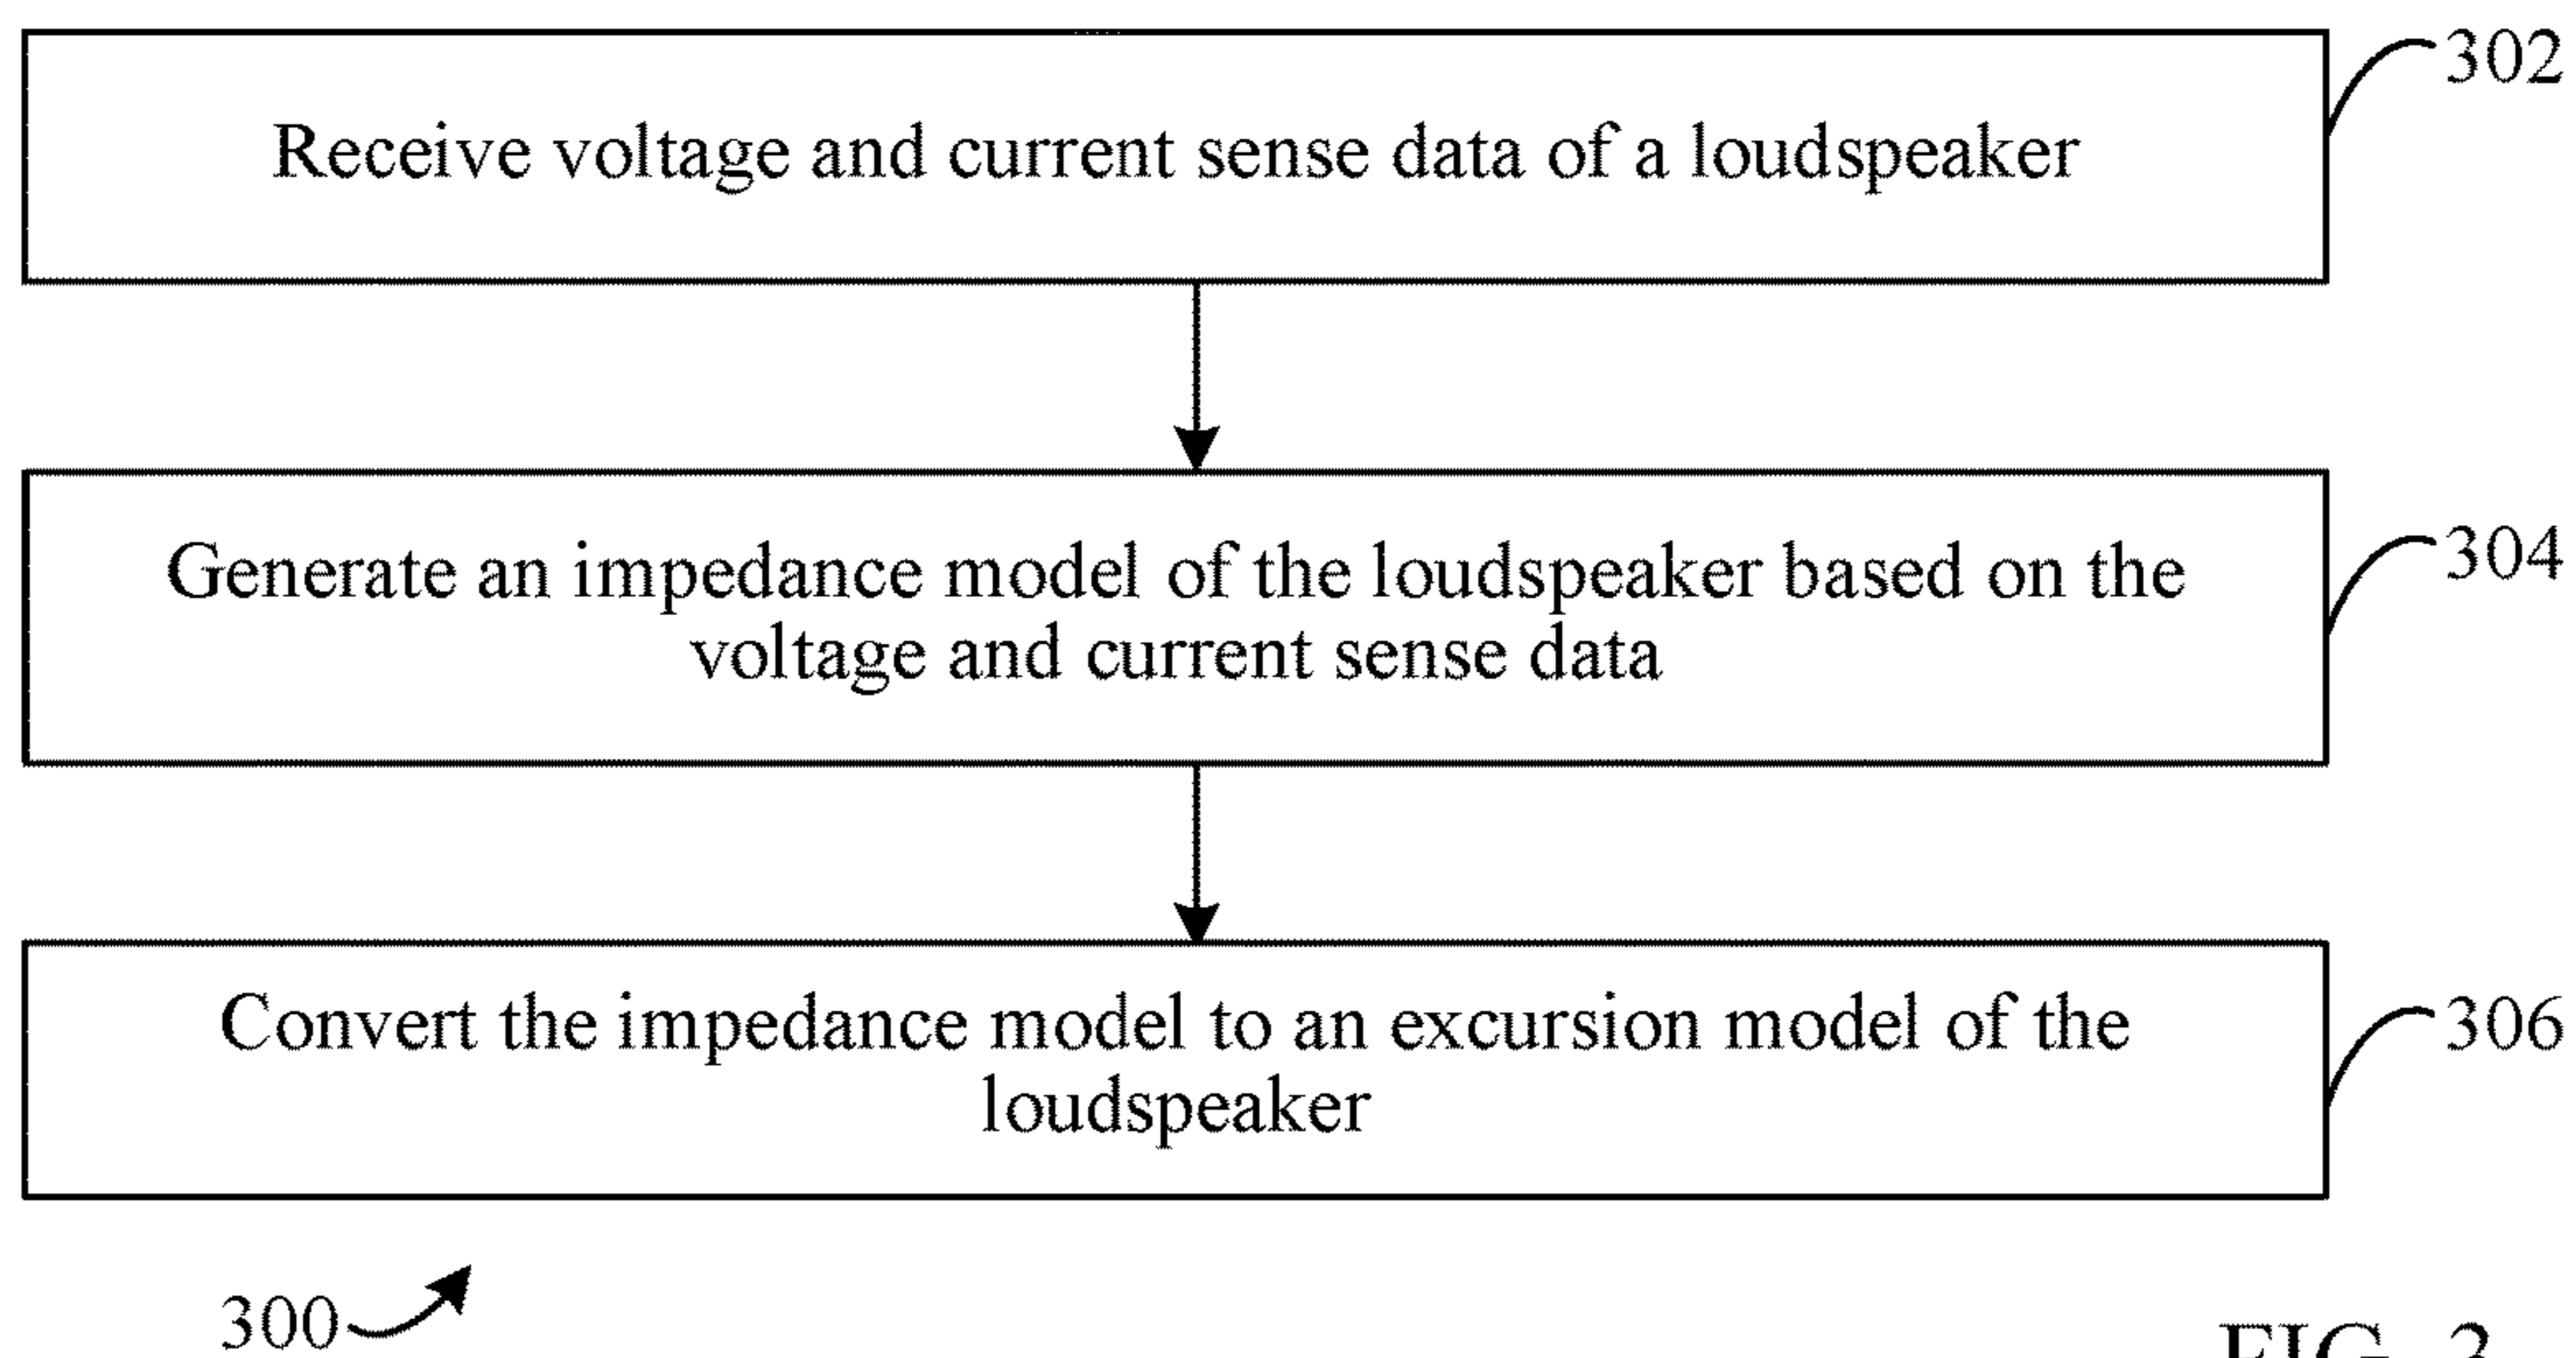 302
Receive voltage and current sense data of a loudspeaker
304
Generate an impedance model of the loudspeaker based on the
voltage and current sense data
306
Convert the impedance model to an excursion model of the
loudspeaker
300
FIG. 3